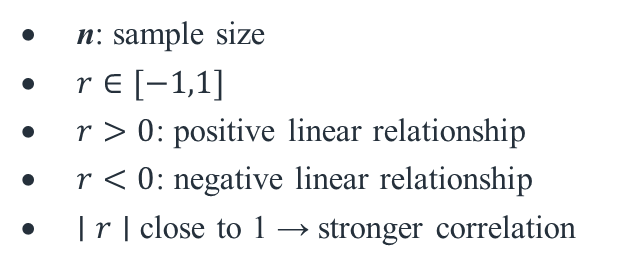 • n: sample size
• r ∈ [−1,1]
• r > 0: positive linear relationship
• r < 0: negative linear relationship
• | r | close to 1 → stronger correlation